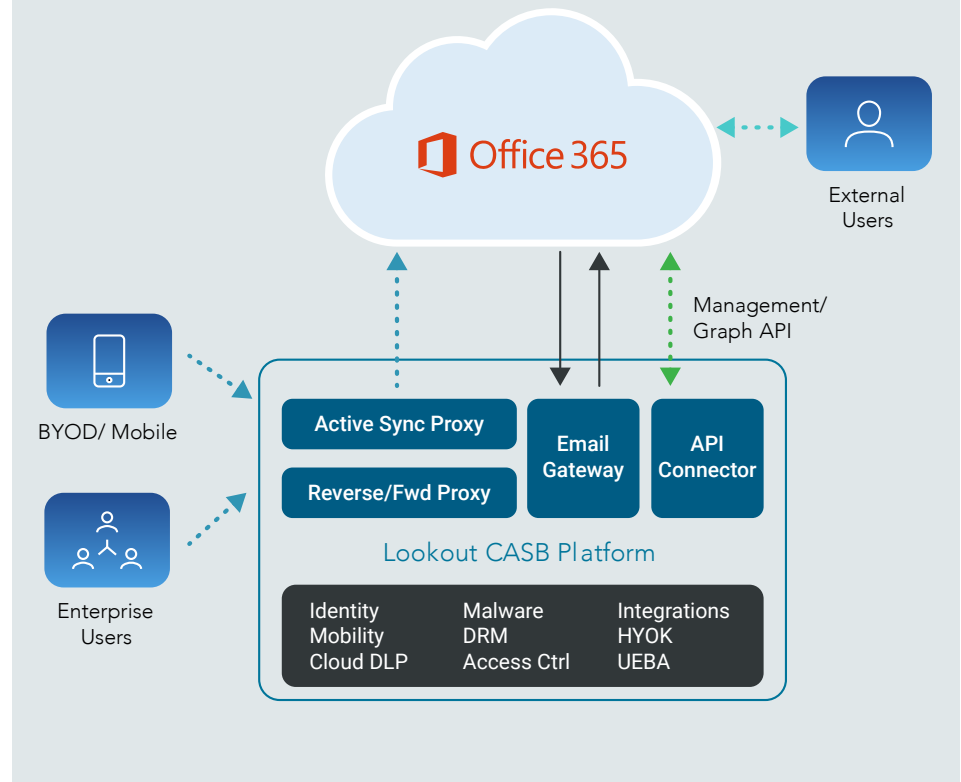 Office 365
External
Users
Management/
Graph API
BYOD/ Mobile
Active Sync Proxy
Reverse/Fwd Proxy
Email
Gateway
API
Connector
Enterprise
Users
Lookout CASB Platform
Identity
Mobility
Cloud DLP
Malware
DRM
Access Ctrl
Integrations
HYOK
UEBA